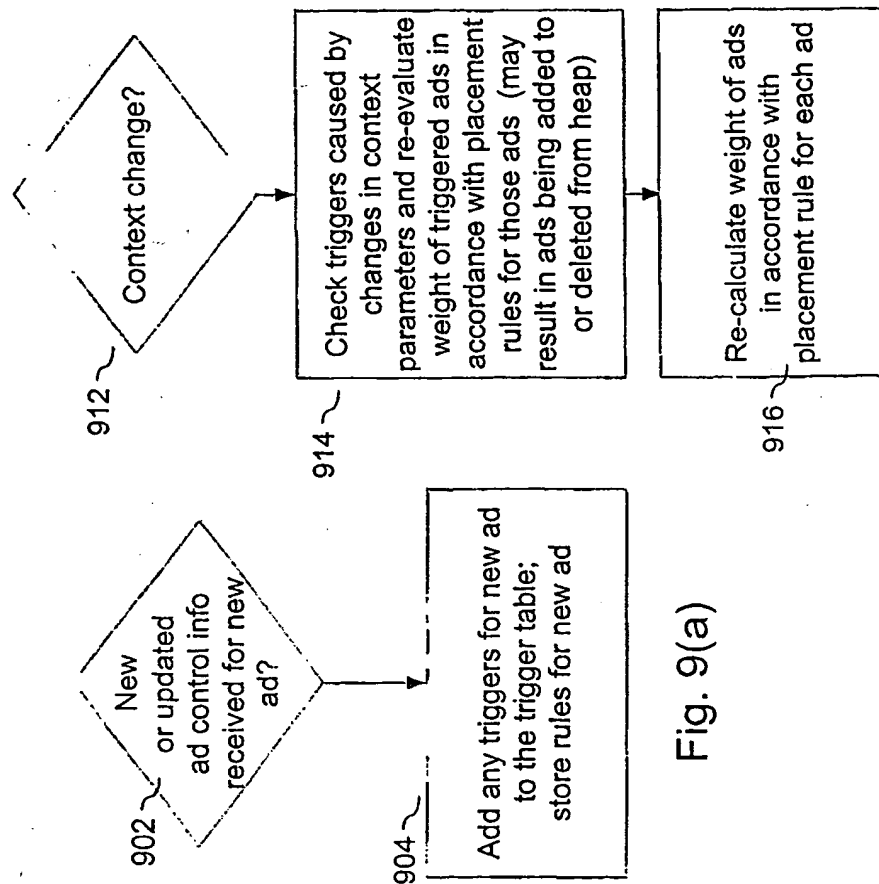 New
or updated
ad control info
received for new
ad?
902
Add any triggers for new ad
to the trigger table;
store rules for new ad
904
Context change?
912
Check triggers caused by
changes in context
parameters and re-evaluate
weight of triggered ads in
accordance with placement
rules for those ads (may
result in ads being added to
or deleted from heap)
914
Re-calculate weight of ads
in accordance with
placement rule for each ad
916
Fig. 9(a)